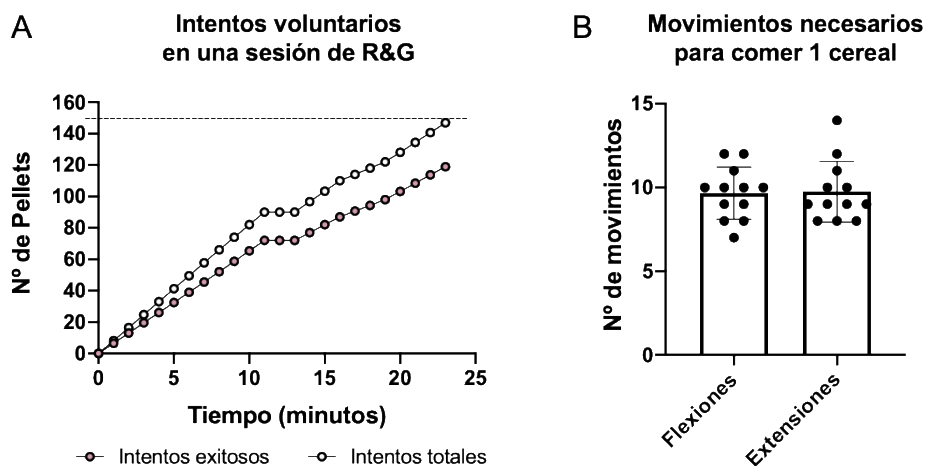 A
Intentos voluntarios
en una sesión de R&G
160
140
120
100
80
60
40
20
0
Nº de Pellets
0 5 10 15 20 25
Tiempo (minutos)
Intentos exitosos Intentos totales
B
Movimientos necesarios
para comer 1 cereal
15
10
5
0
Nº de movimientos
Flexiones
Extensiones